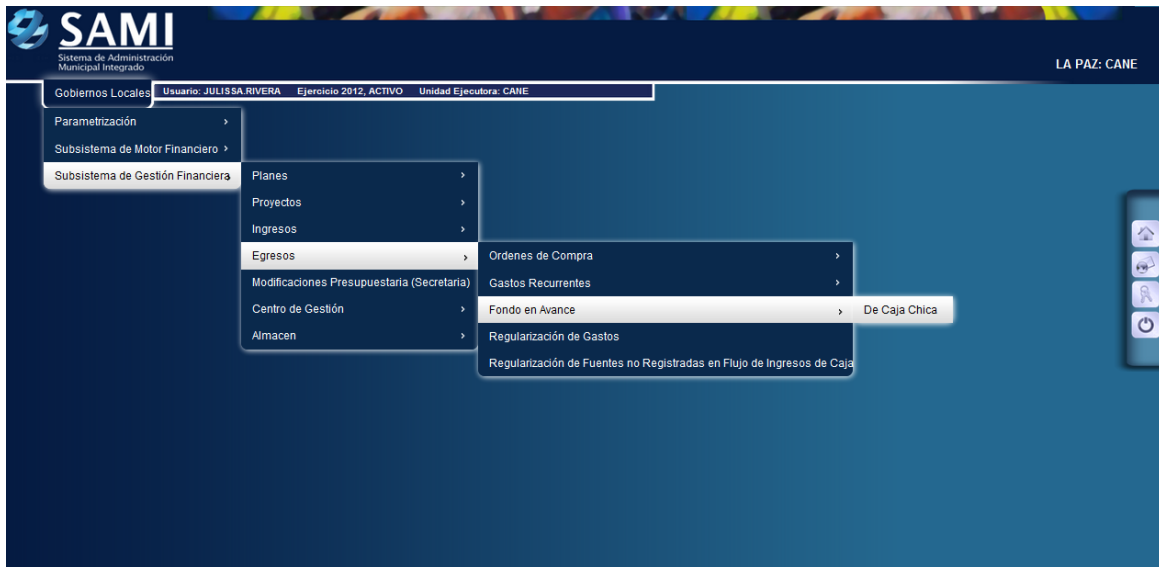 SAMI
Sistema de Administración
Municipal Integrado
LA PAZ: CANE
Gobiernos Locales
Usuario: JULISSA.RIVERA Ejercicio 2012, ACTIVO Unidad Ejecutora: CANE
Parametrización
Subsistema de Motor Financiero
Subsistema de Gestión Financiera
Planes
Proyectos
Ingresos
Egresos
Modificaciones Presupuestaria (Secretaria)
Centro de Gestión
Almacen
Ordenes de Compra
Gastos Recurrentes
Fondo en Avance
Regularización de Gastos
Regularización de Fuentes no Registradas en Flujo de Ingresos de Caja
De Caja Chica